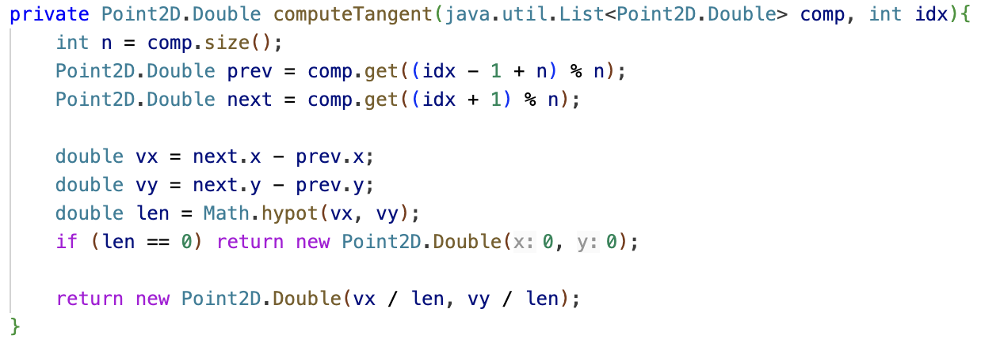 private Point2D.Double computeTangent(java.util.List<Point2D.Double> comp, int idx){
    int n = comp.size();
    Point2D.Double prev = comp.get((idx - 1 + n) % n);
    Point2D.Double next = comp.get((idx + 1) % n);

    double vx = next.x - prev.x;
    double vy = next.y - prev.y;
    double len = Math.hypot(vx, vy);
    if (len == 0) return new Point2D.Double(x: 0, y: 0);

    return new Point2D.Double(vx / len, vy / len);
}